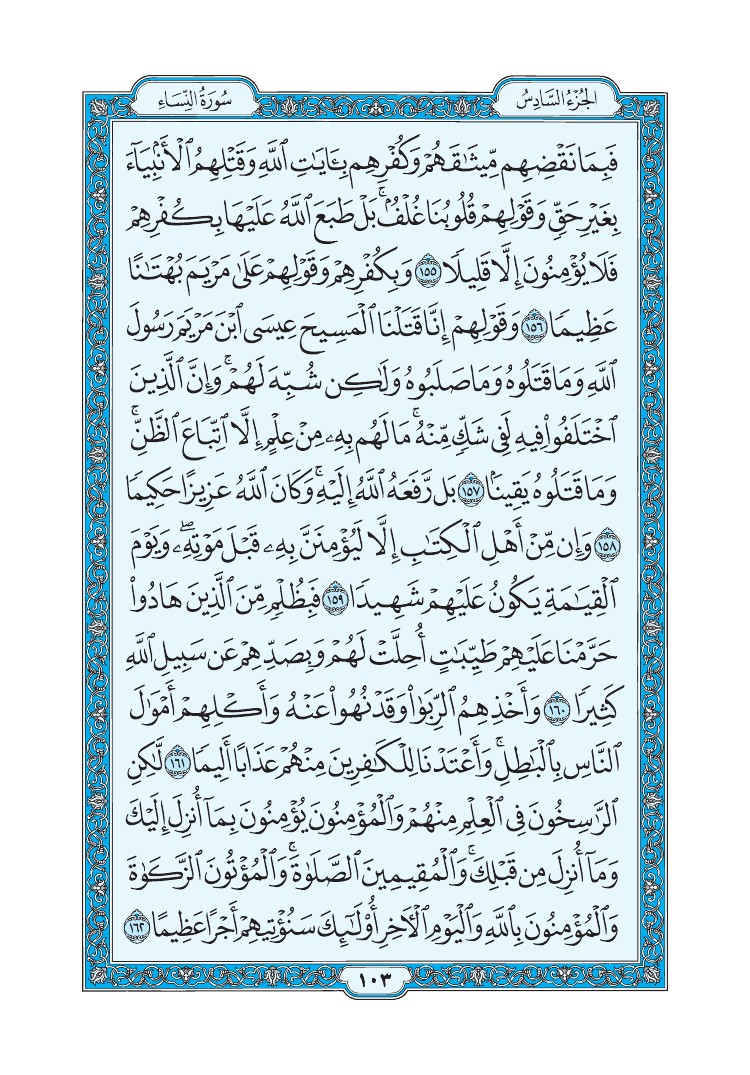 الجُزْءُ السَّادِسُ
سُورَةُ النِّسَاءِ
فَبِمَا نَقْضِهِم مِّيثَٰقَهُمْ وَكُفْرِهِم بِـَٔايَٰتِ ٱللَّهِ وَقَتْلِهِمُ ٱلْأَنۢبِيَآءَ
بِغَيْرِ حَقٍّ وَقَوْلِهِمْ قُلُوبُنَا غُلْفٌۢ ۚ بَلْ طَبَعَ ٱللَّهُ عَلَيْهَا بِكُفْرِهِمْ
فَلَا يُؤْمِنُونَ إِلَّا قَلِيلًا ١٥٥ وَبِكُفْرِهِمْ وَقَوْلِهِمْ عَلَىٰ مَرْيَمَ بُهْتَٰنًا
عَظِيمًا ١٥٦ وَقَوْلِهِمْ إِنَّا قَتَلْنَا ٱلْمَسِيحَ عِيسَى ٱبْنَ مَرْيَمَ رَسُولَ
ٱللَّهِ وَمَا قَتَلُوهُ وَمَا صَلَبُوهُ وَلَٰكِن شُبِّهَ لَهُمْ ۚ وَإِنَّ ٱلَّذِينَ
ٱخْتَلَفُوا۟ فِيهِ لَفِى شَكٍّ مِّنْهُ ۚ مَا لَهُم بِهِۦ مِنْ عِلْمٍ إِلَّا ٱتِّبَاعَ ٱلظَّنِّ ۚ
وَمَا قَتَلُوهُ يَقِينًۢا ١٥٧ بَل رَّفَعَهُ ٱللَّهُ إِلَيْهِ ۚ وَكَانَ ٱللَّهُ عَزِيزًا حَكِيمًا
١٥٨ وَإِن مِّنْ أَهْلِ ٱلْكِتَٰبِ إِلَّا لَيُؤْمِنَنَّ بِهِۦ قَبْلَ مَوْتِهِۦ ۖ وَيَوْمَ
ٱلْقِيَٰمَةِ يَكُونُ عَلَيْهِمْ شَهِيدًا ١٥٩ فَبِظُلْمٍ مِّنَ ٱلَّذِينَ هَادُوا۟
حَرَّمْنَا عَلَيْهِمْ طَيِّبَٰتٍ أُحِلَّتْ لَهُمْ وَبِصَدِّهِمْ عَن سَبِيلِ ٱللَّهِ
كَثِيرًا ١٦٠ وَأَخْذِهِمُ ٱلرِّبَوٰا۟ وَقَدْ نُهُوا۟ عَنْهُ وَأَكْلِهِمْ أَمْوَٰلَ
ٱلنَّاسِ بِٱلْبَٰطِلِ ۚ وَأَعْتَدْنَا لِلْكَٰفِرِينَ مِنْهُمْ عَذَابًا أَلِيمًا ١٦١ لَّٰكِنِ
ٱلرَّٰسِخُونَ فِى ٱلْعِلْمِ مِنْهُمْ وَٱلْمُؤْمِنُونَ يُؤْمِنُونَ بِمَآ أُنزِلَ إِلَيْكَ
وَمَآ أُنزِلَ مِن قَبْلِكَ ۚ وَٱلْمُقِيمِينَ ٱلصَّلَوٰةَ ۚ وَٱلْمُؤْتُونَ ٱلزَّكَوٰةَ
وَٱلْمُؤْمِنُونَ بِٱللَّهِ وَٱلْيَوْمِ ٱلْءَاخِرِ أُو۟لَٰٓئِكَ سَنُؤْتِيهِمْ أَجْرًا عَظِيمًا ١٦٢
١٠٣